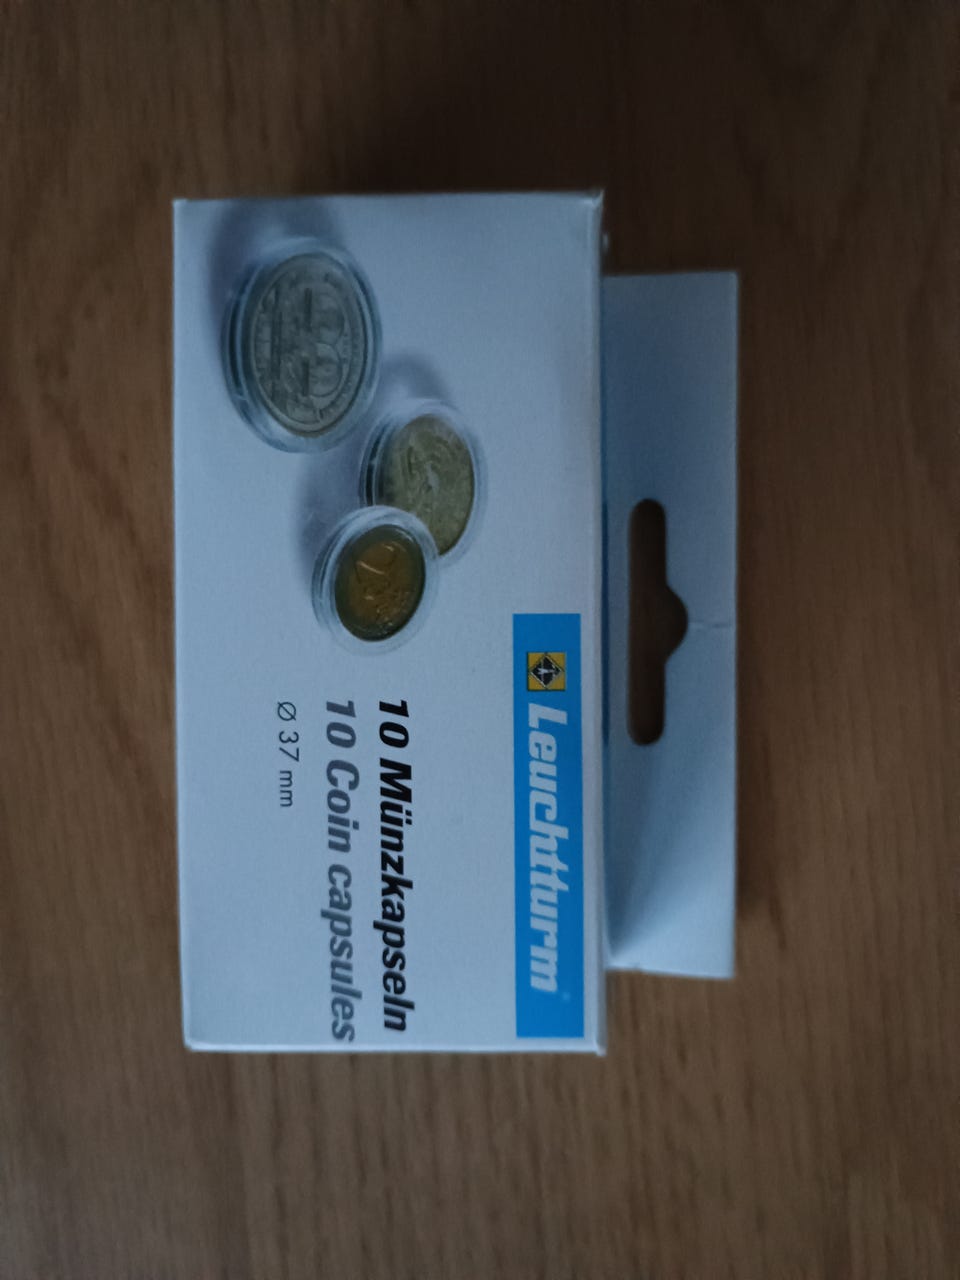 Leuchtturm
10 Münzkapseln
10 Coin capsules
Ø 37 mm